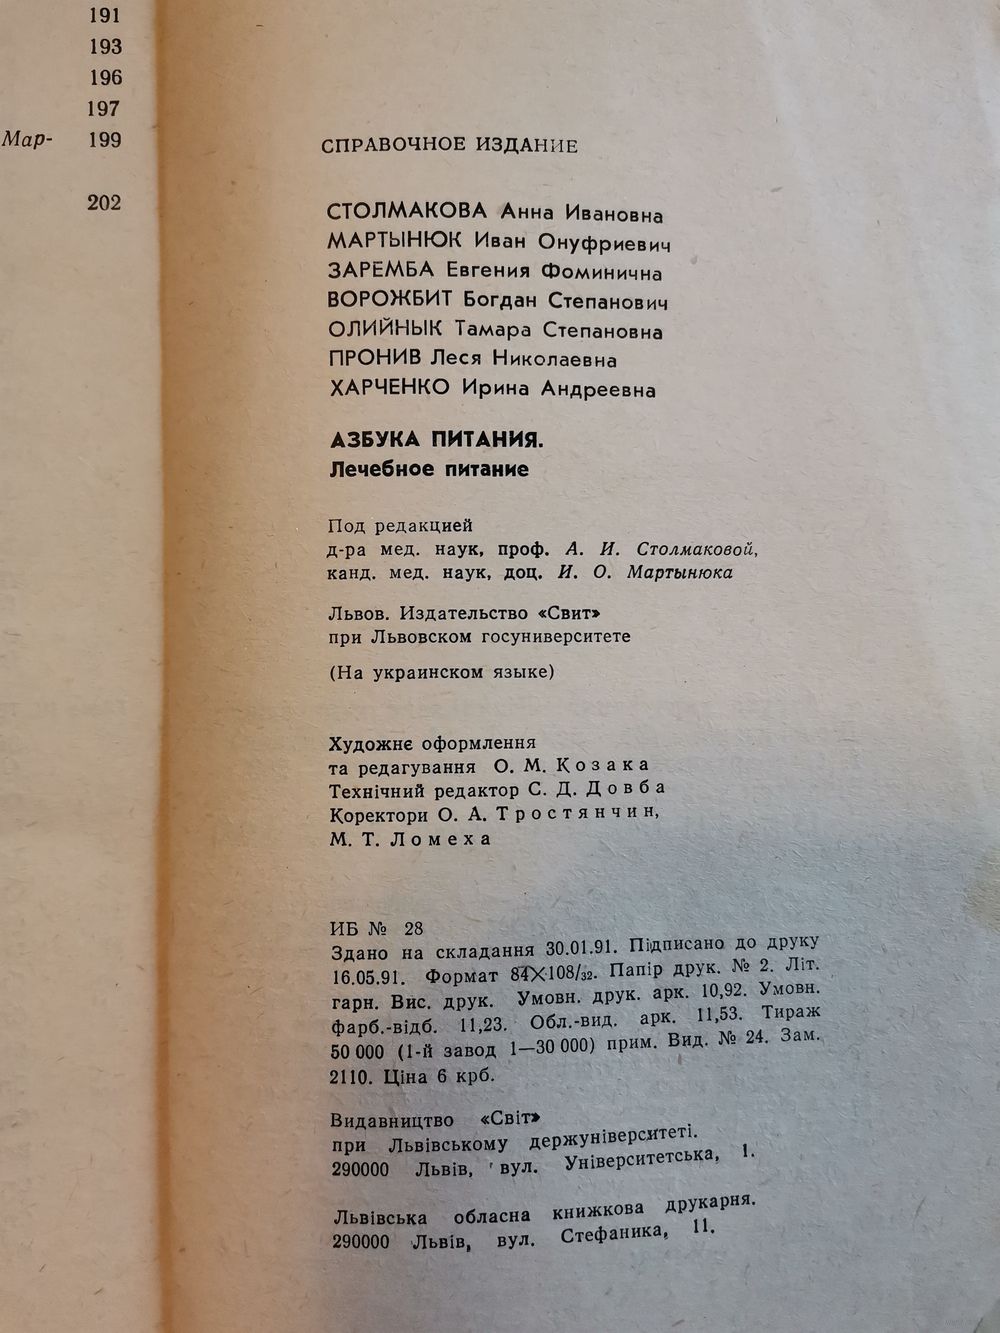 191
193
196
197
Мар- 199
202
СПРАВОЧНОЕ ИЗДАНИЕ
СТОЛМАКОВА Анна Ивановна
МАРТЫНЮК Иван Онуфриевич
ЗАРЕМБА Евгения Фоминична
ВОРОЖБИТ Богдан Степанович
ОЛИЙНЫК Тамара Степановна
ПРОНИВ Леся Николаевна
ХАРЧЕНКО Ирина Андреевна
АЗБУКА ПИТАНИЯ.
Лечебное питание
Под редакцией
д-ра мед. наук, проф. А. И. Столмаковой,
канд. мед. наук, доц. И. О. Мартынюка
Львов. Издательство «Свит»
при Львовском госуниверситете
(На украинском языке)
Художнє оформлення
та редагування О. М. Козака
Технічний редактор С. Д. Довба
Коректори О. А. Тростянчин,
М. Т. Ломеха
ИБ № 28
Здано на складання 30.01.91. Підписано до друку
16.05.91. Формат 84×108/32. Папір друк. № 2. Літ.
гарн. Вис. друк. Умовн. друк. арк. 10,92. Умовн.
фарб.-відб. 11,23. Обл.-вид. арк. 11,53. Тираж
50 000 (1-й завод 1—30 000) прим. Вид. № 24. Зам.
2110. Ціна 6 крб.
Видавництво «Світ»
при Львівському держуніверситеті.
290000 Львів, вул. Університетська, 1.
Львівська обласна книжкова друкарня.
290000 Львів, вул. Стефаника, 11.